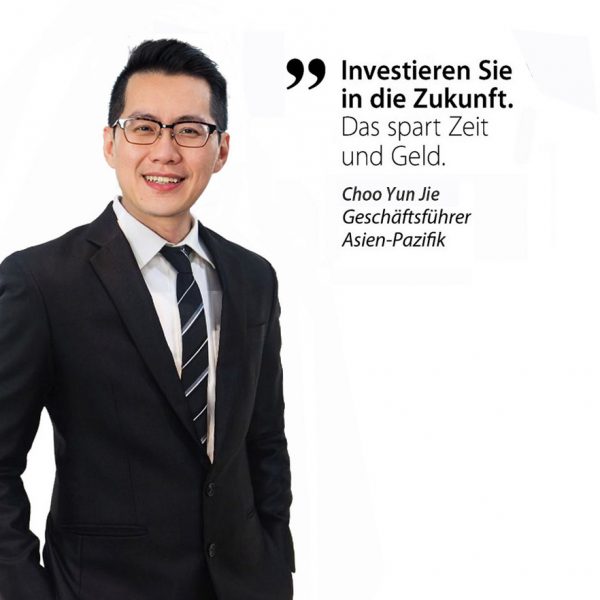 ”
Investieren Sie
in die Zukunft.
Das spart Zeit
und Geld.
Choo Yun Jie
Geschäftsführer
Asien-Pazifik